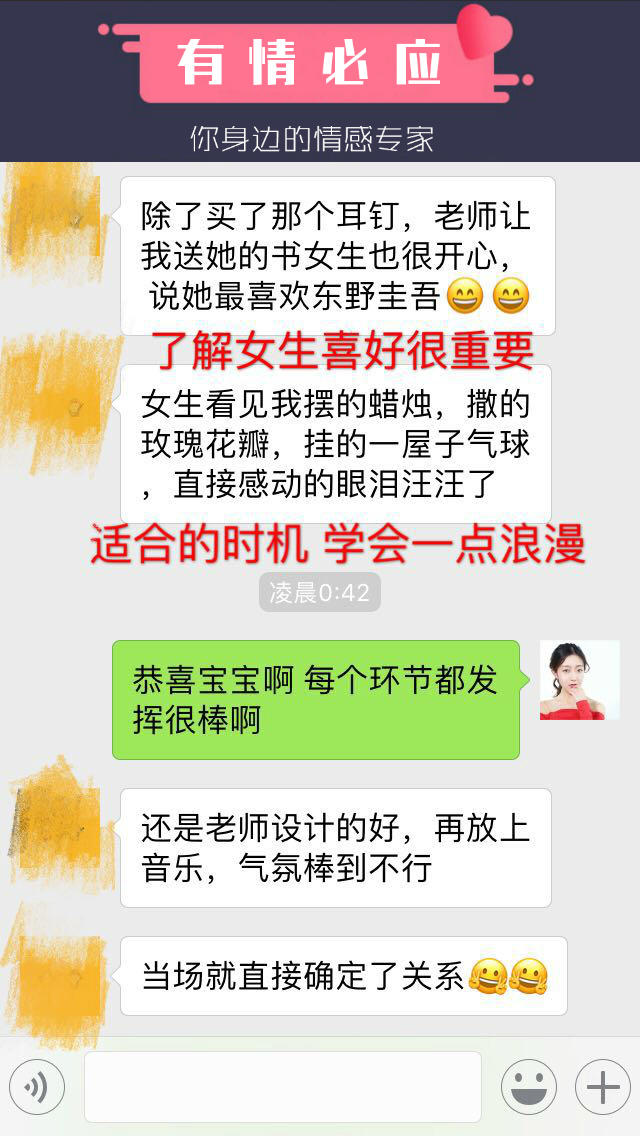 有情必应
你身边的情感专家
除了买了那个耳钉，老师让
我送她的书女生也很开心，
说她最喜欢东野圭吾😄😄
了解女生喜好很重要
女生看见我摆的蜡烛，撒的
玫瑰花瓣，挂的一屋子气球
，直接感动的眼泪汪汪了
适合的时机 学会一点浪漫
凌晨0:42
恭喜宝宝啊 每个环节都发
挥很棒啊
还是老师设计的好，再放上
音乐，气氛棒到不行
当场就直接确定了关系🤗🤗